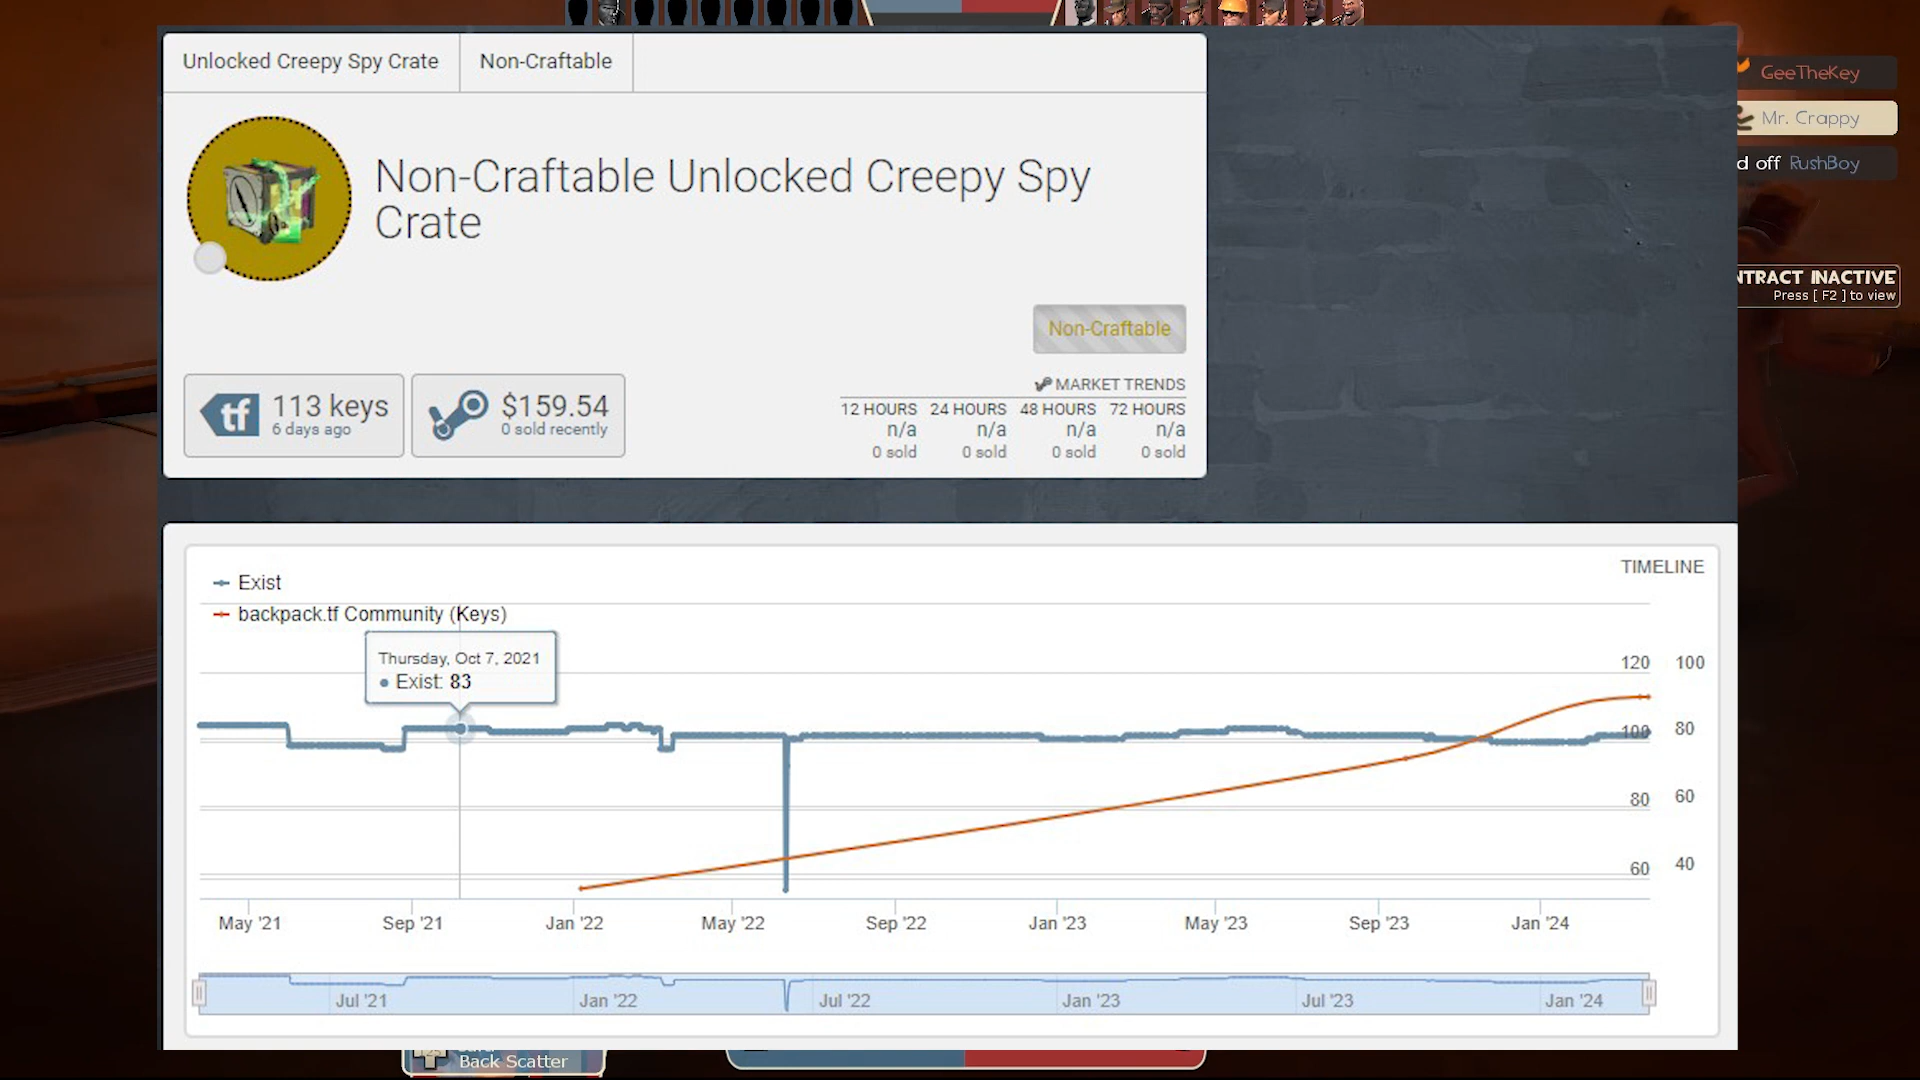 GeeTheKey
Mr. Crappy
d off RushBoy
NTRACT INACTIVE
Press [ F2 ] to view
Unlocked Creepy Spy Crate
Non-Craftable
Non-Craftable Unlocked Creepy Spy
Crate
Non-Craftable
tf
113 keys
6 days ago
$159.54
0 sold recently
MARKET TRENDS
12 HOURS 24 HOURS 48 HOURS 72 HOURS
n/a n/a n/a n/a
0 sold 0 sold 0 sold 0 sold
TIMELINE
Exist
backpack.tf Community (Keys)
Thursday, Oct 7, 2021
Exist: 83
120 100
100 80
80 60
60 40
May '21 Sep '21 Jan '22 May '22 Sep '22 Jan '23 May '23 Sep '23 Jan '24
Jul '21 Jan '22 Jul '22 Jan '23 Jul '23 Jan '24
Back Scatter